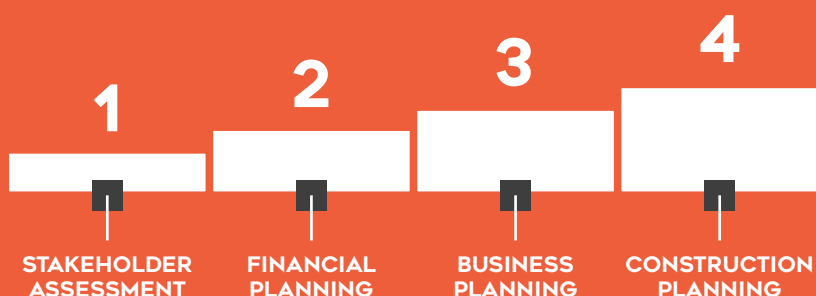 1
2
3
4
STAKEHOLDER
ASSESSMENT
FINANCIAL
PLANNING
BUSINESS
PLANNING
CONSTRUCTION
PLANNING